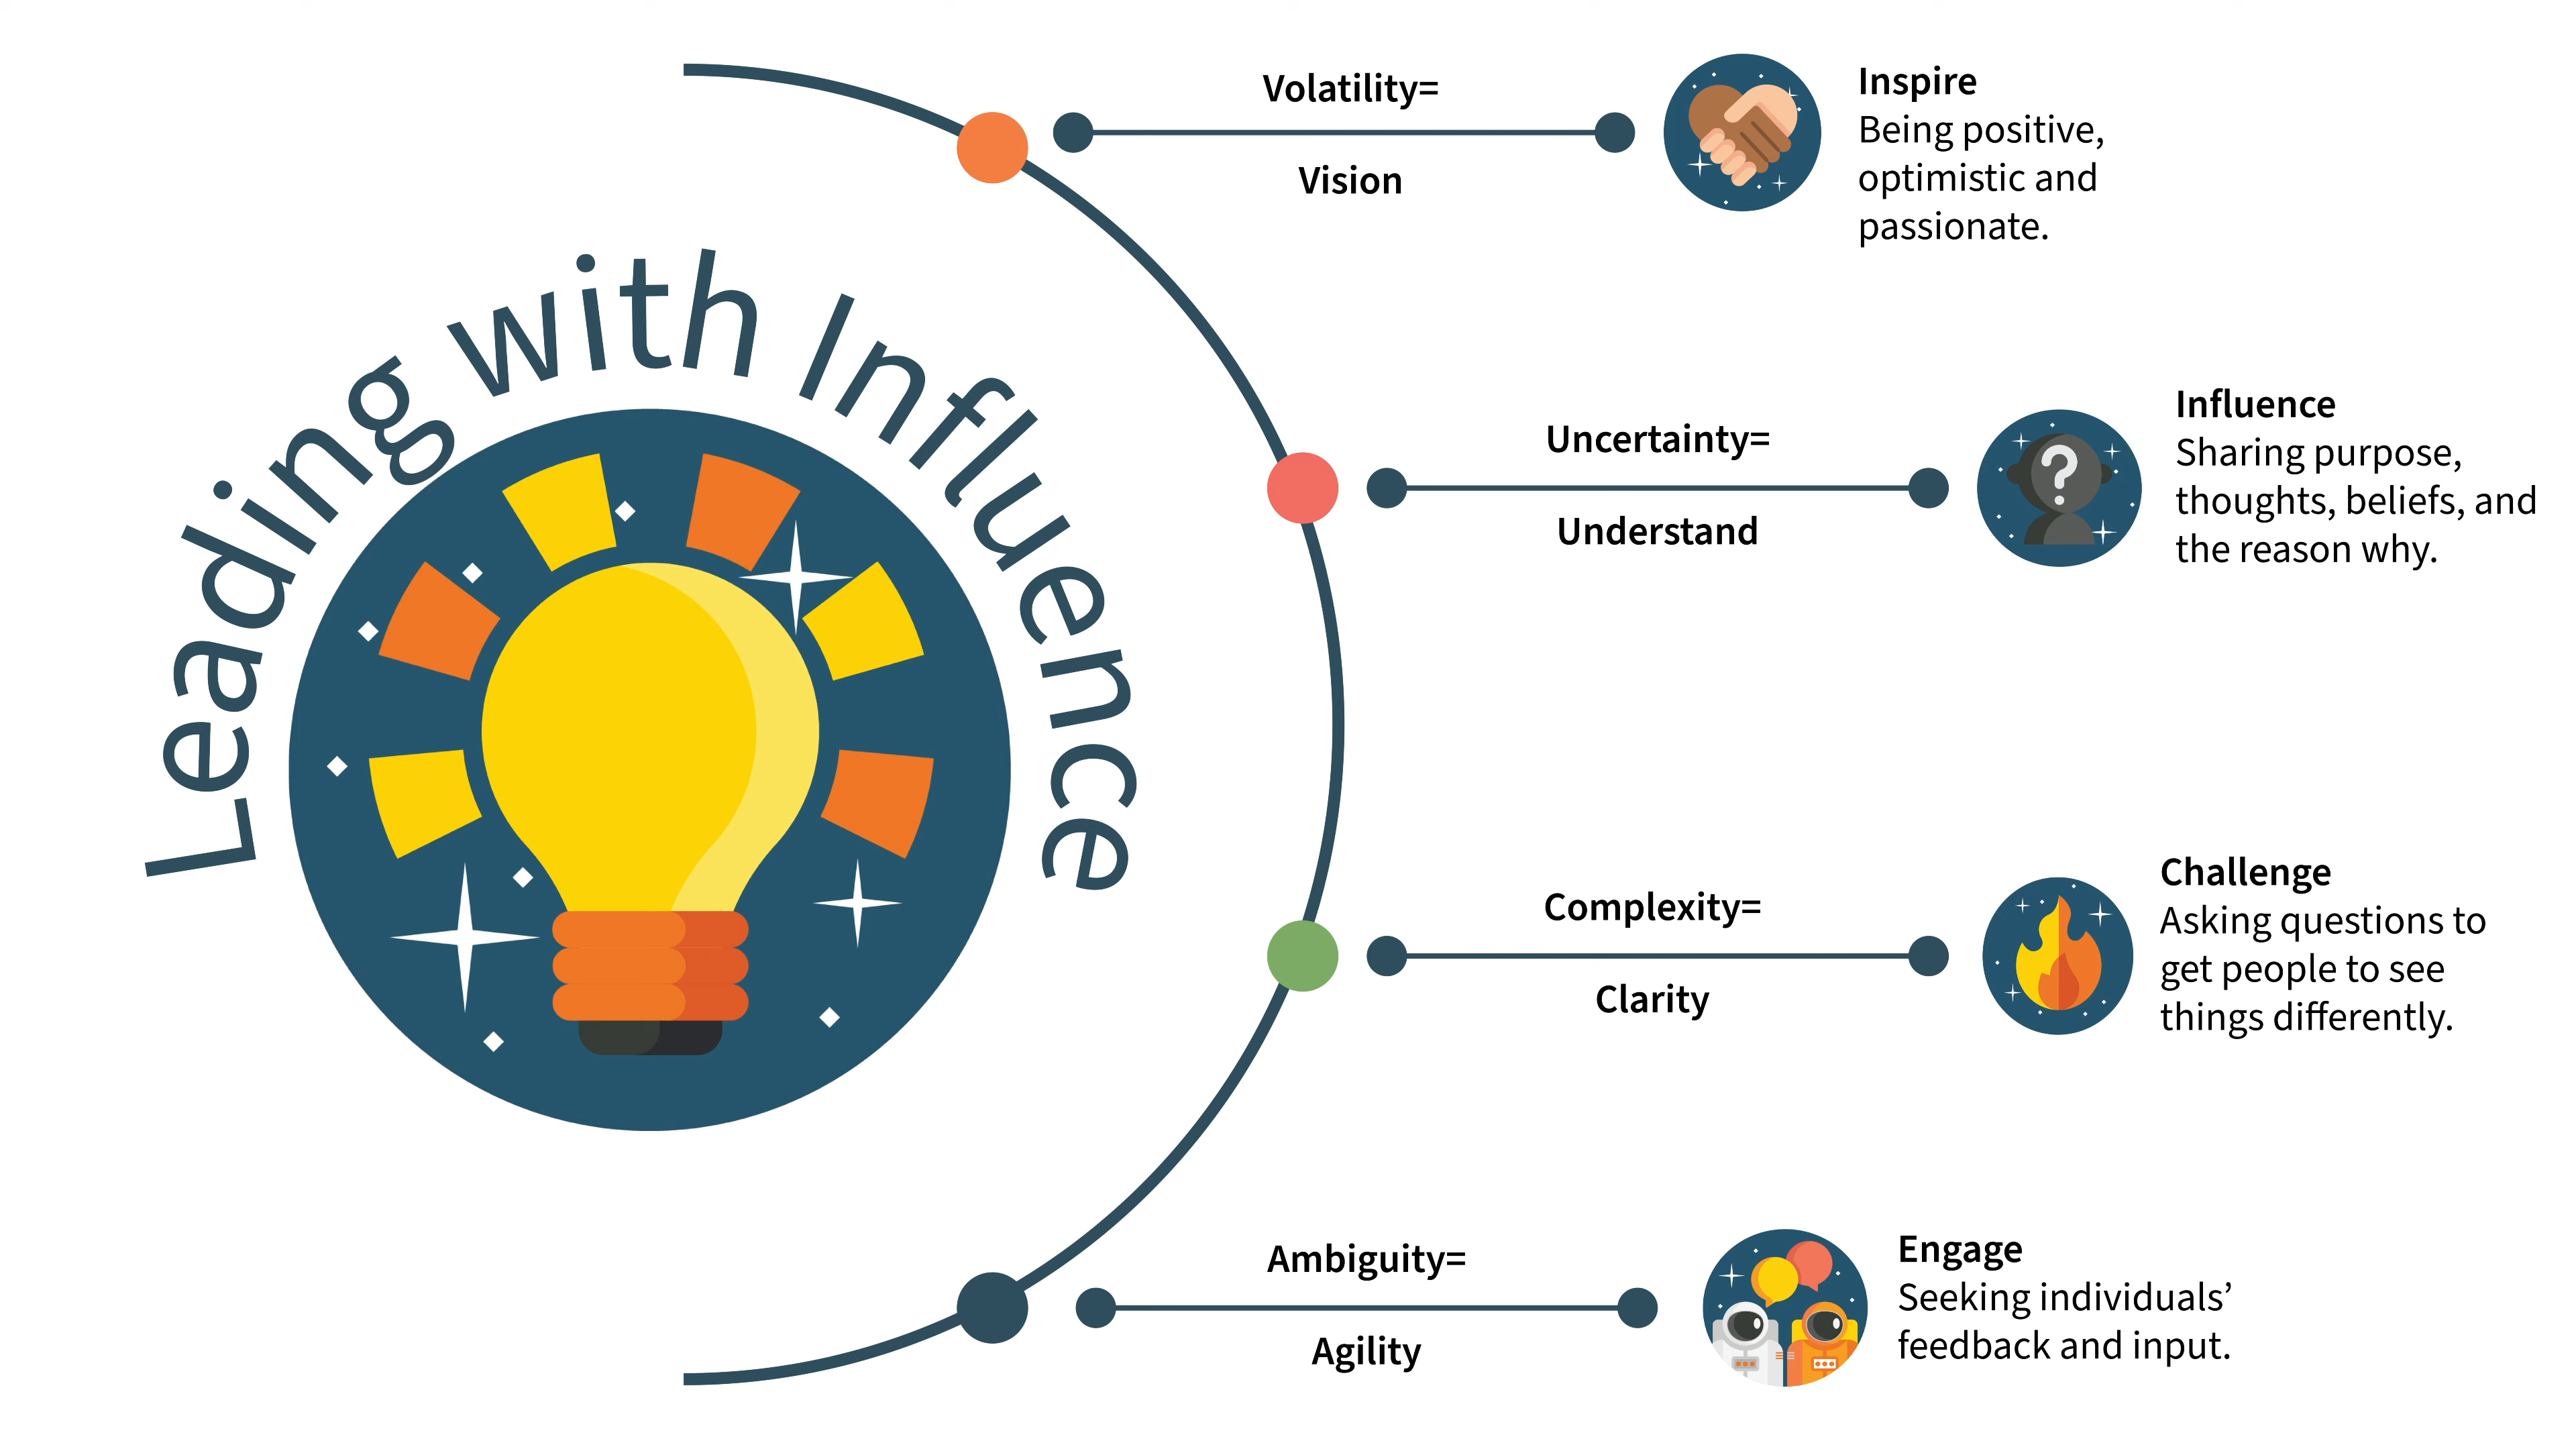 Leading with Influence
Volatility=
Vision
Inspire
Being positive,
optimistic and
passionate.
Uncertainty=
Understand
Influence
Sharing purpose,
thoughts, beliefs, and
the reason why.
?
Complexity=
Clarity
Challenge
Asking questions to
get people to see
things differently.
Ambiguity=
Agility
Engage
Seeking individuals’
feedback and input.